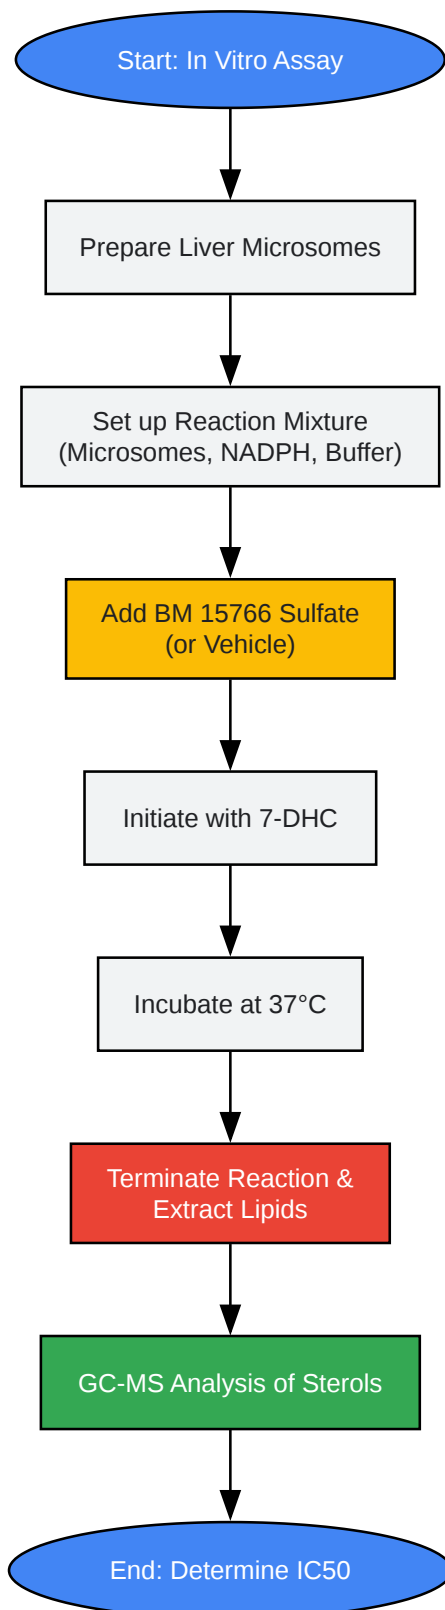 Start: In Vitro Assay
Prepare Liver Microsomes
Set up Reaction Mixture
(Microsomes, NADPH, Buffer)
Add BM 15766 Sulfate
(or Vehicle)
Initiate with 7-DHC
Incubate at 37°C
Terminate Reaction &
Extract Lipids
GC-MS Analysis of Sterols
End: Determine IC50